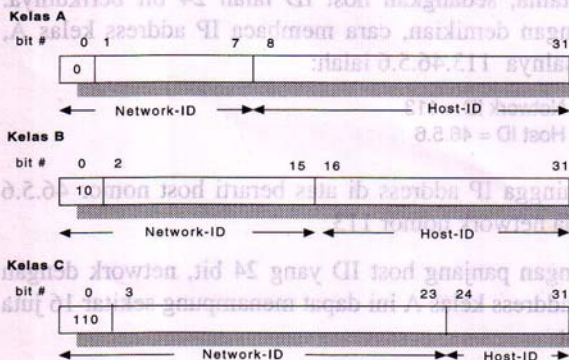 Kelas A
bit # 0 1 7 8 31
0
Network-ID Host-ID
Kelas B
bit # 0 2 15 16 31
10
Network-ID Host-ID
Kelas C
bit # 0 3 23 24 31
110
Network-ID Host-ID